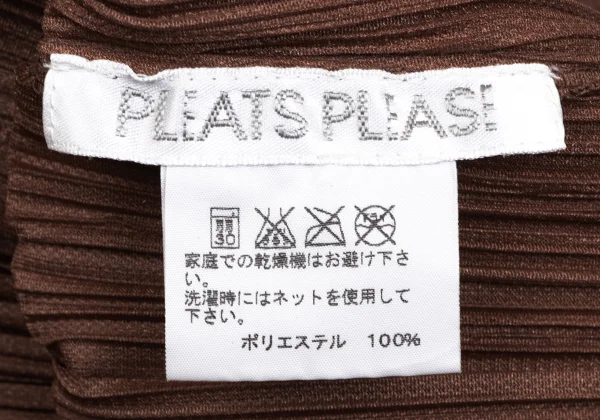 PLEATS PLEASE
30
家庭での乾燥機はお避け下さ
い。
洗濯時にはネットを使用して
下さい。
ポリエステル 100%